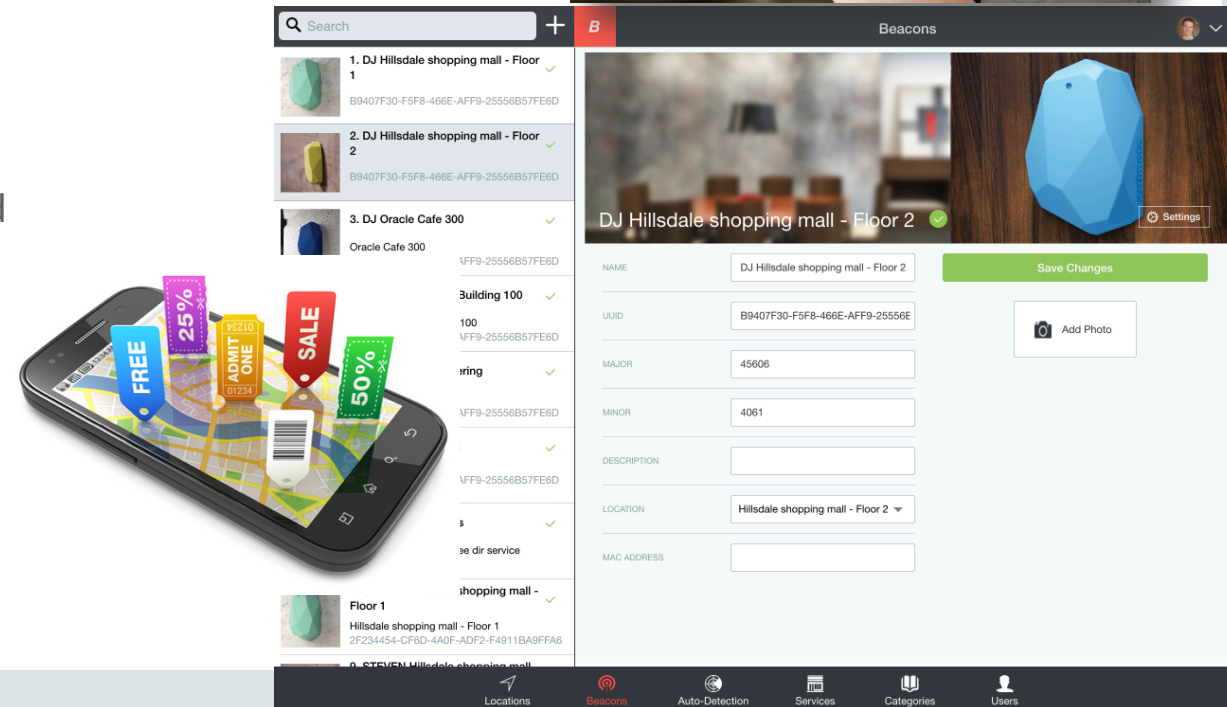 Search
B
Beacons
1. DJ Hillsdale shopping mall - Floor
1
B9407F30-F5F8-466E-AFF9-25556B57FE6D
2. DJ Hillsdale shopping mall - Floor
2
B9407F30-F5F8-466E-AFF9-25556B57FE6D
3. DJ Oracle Cafe 300
Oracle Cafe 300
AFF9-25556B57FE6D
Building 100
100
AFF9-25556B57FE6D
ering
AFF9-25556B57FE6D
AFF9-25556B57FE6D
s
ee dir service
shopping mall -
Floor 1
Hillsdale shopping mall - Floor 1
2F234454-CF6D-4A0F-ADF2-F4911BA9FFA6
9. STEVEN Hillsdale shopping mall
FREE
25%
01234
ADMIT
ONE
01234
SALE
50%
DJ Hillsdale shopping mall - Floor 2
Settings
NAME
DJ Hillsdale shopping mall - Floor 2
Save Changes
UUID
B9407F30-F5F8-466E-AFF9-25556E
Add Photo
MAJOR
45606
MINOR
4061
DESCRIPTION
LOCATION
Hillsdale shopping mall - Floor 2
MAC ADDRESS
Locations
Beacons
Auto-Detection
Services
Categories
Users